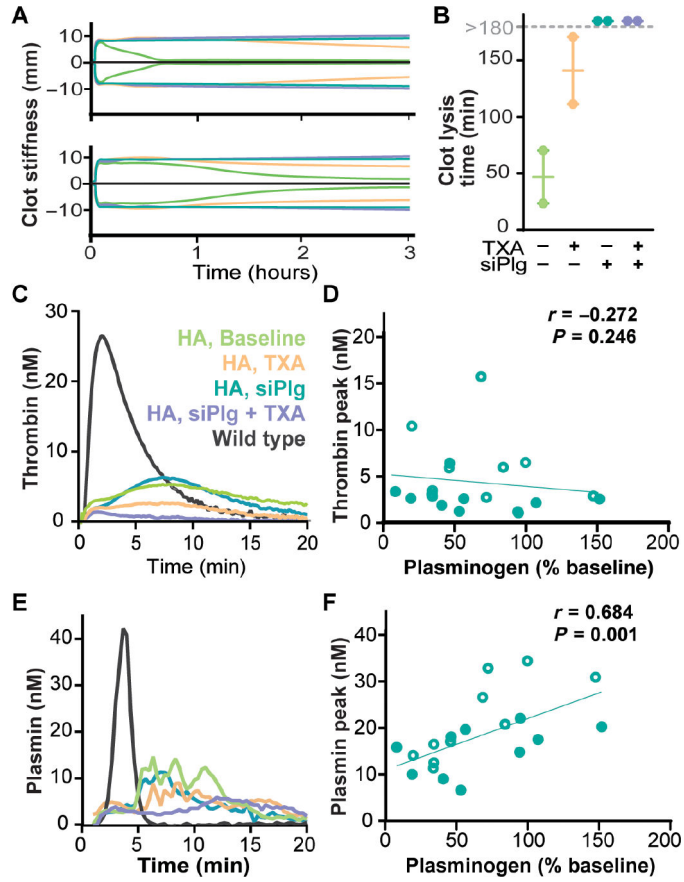 A
Clot stiffness (mm)
10
0
−10
10
0
−10
0
1
2
3
Time (hours)
B
Clot lysis
time (min)
>180
150
100
50
0
TXA − + − +
siPlg − − + +
C
Thrombin (nM)
30
20
10
0
0 5 10 15 20
Time (min)
HA, Baseline
HA, TXA
HA, siPlg
HA, siPlg + TXA
Wild type
D
r = −0.272
P = 0.246
Thrombin peak (nM)
20
15
10
5
0
0 50 100 150 200
Plasminogen (% baseline)
E
Plasmin (nM)
40
30
20
10
0
0 5 10 15 20
Time (min)
F
r = 0.684
P = 0.001
Plasmin peak (nM)
40
30
20
10
0
0 50 100 150 200
Plasminogen (% baseline)